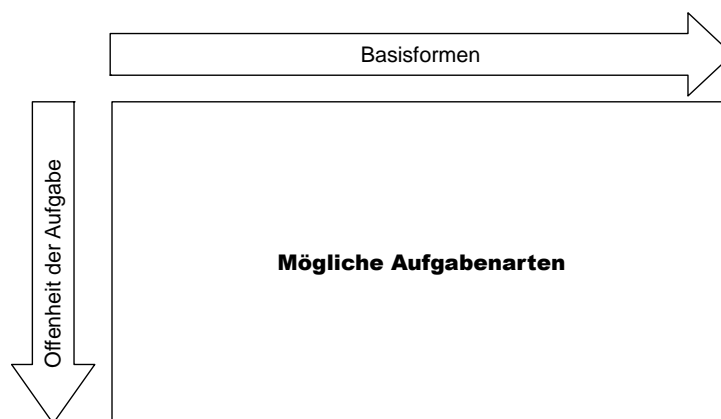 Basisformen
Offenheit der Aufgabe
Mögliche Aufgabenarten